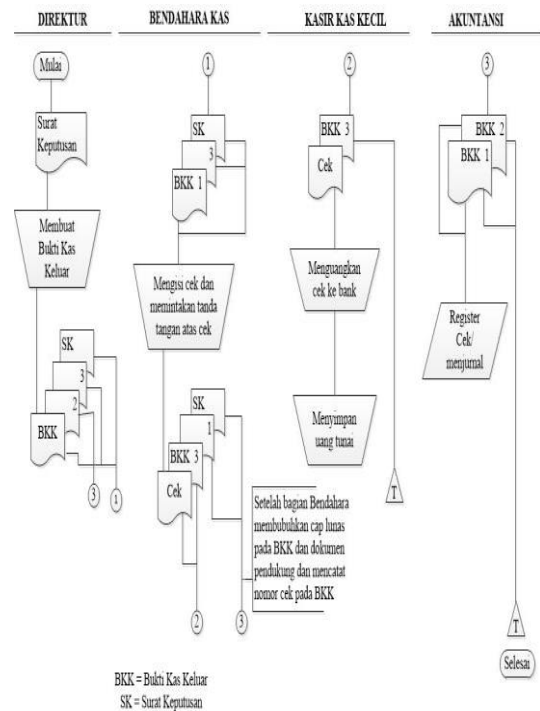 DIREKTUR
Mulai
Surat
Keputusan
Membuat
Bukti Kas
Keluar
SK
3
2
BKK
3
1
BENDAHARA KAS
1
SK
3
BKK 1
Mengisi cek dan
memintakan tanda
tangan atas cek
SK
1
BKK 3
Cek
Setelah bagian Bendahara
membubuhkan cap lunas
pada BKK dan dokumen
pendukung dan mencatat
nomor cek pada BKK
2
3
KASIR KAS KECIL
2
BKK 3
Cek
Menguangkan
cek ke bank
Menyimpan
uang tunai
T
AKUNTANSI
3
BKK 2
BKK 1
Register
Cek/
menjurnal
T
Selesai
BKK = Bukti Kas Keluar
SK = Surat Keputusan